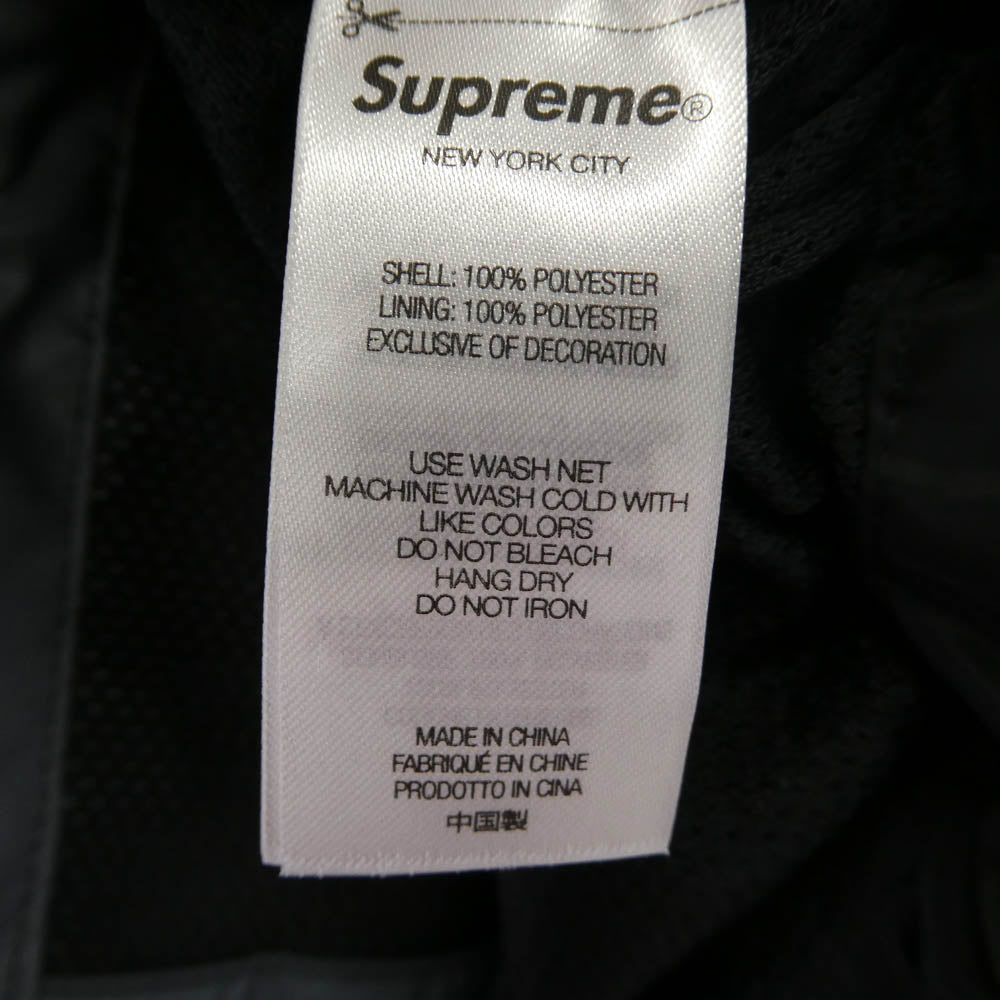 Supreme®
NEW YORK CITY
SHELL: 100% POLYESTER
LINING: 100% POLYESTER
EXCLUSIVE OF DECORATION
USE WASH NET
MACHINE WASH COLD WITH
LIKE COLORS
DO NOT BLEACH
HANG DRY
DO NOT IRON
MADE IN CHINA
FABRIQUÉ EN CHINE
PRODOTTO IN CINA
中国製